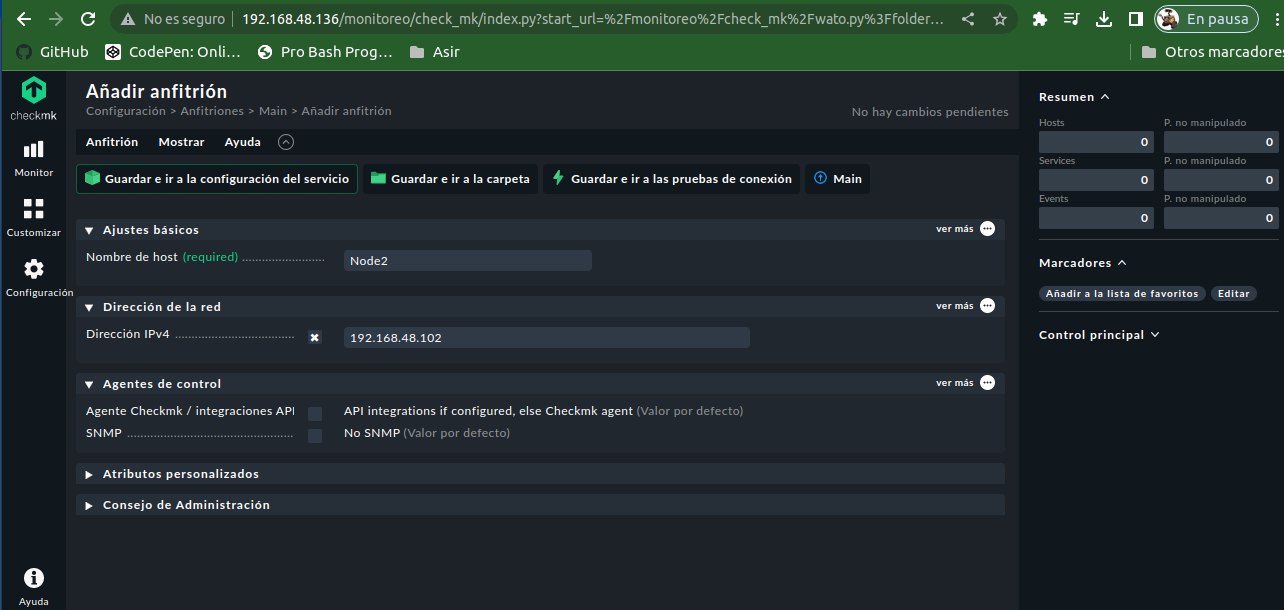 No es seguro 192.168.48.136/monitoreo/check_mk/index.py?start_url=%2Fmonitoreo%2Fcheck_mk%2Fwato.py%3Ffolder... En pausa
GitHub CodePen: Onli... Pro Bash Prog... Asir Otros marcadores
checkmk
Monitor
Customizar
Configuración
Ayuda
Añadir anfitrión
Configuración > Anfitriones > Main > Añadir anfitrión
No hay cambios pendientes
Anfitrión Mostrar Ayuda
Guardar e ir a la configuración del servicio Guardar e ir a la carpeta Guardar e ir a las pruebas de conexión Main
Ajustes básicos ver más
Nombre de host (required) Node2
Dirección de la red ver más
Dirección IPv4 192.168.48.102
Agentes de control ver más
Agente Checkmk / integraciones API API integrations if configured, else Checkmk agent (Valor por defecto)
SNMP No SNMP (Valor por defecto)
Atributos personalizados
Consejo de Administración
Resumen
Hosts P. no manipulado
0 0
Services P. no manipulado
0 0
Events P. no manipulado
0 0
Marcadores
Añadir a la lista de favoritos Editar
Control principal